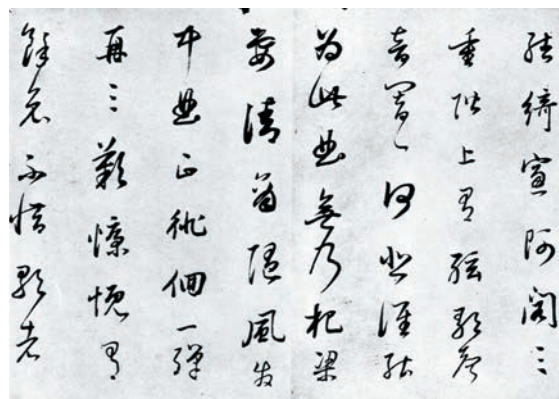 結綺窻阿閣三
重階上有弦歌聲
音響一何悲誰能
為此曲無乃杞梁
妻清商隨風發
中曲正徘徊一彈
再三歎慷慨有
餘哀不惜歌者